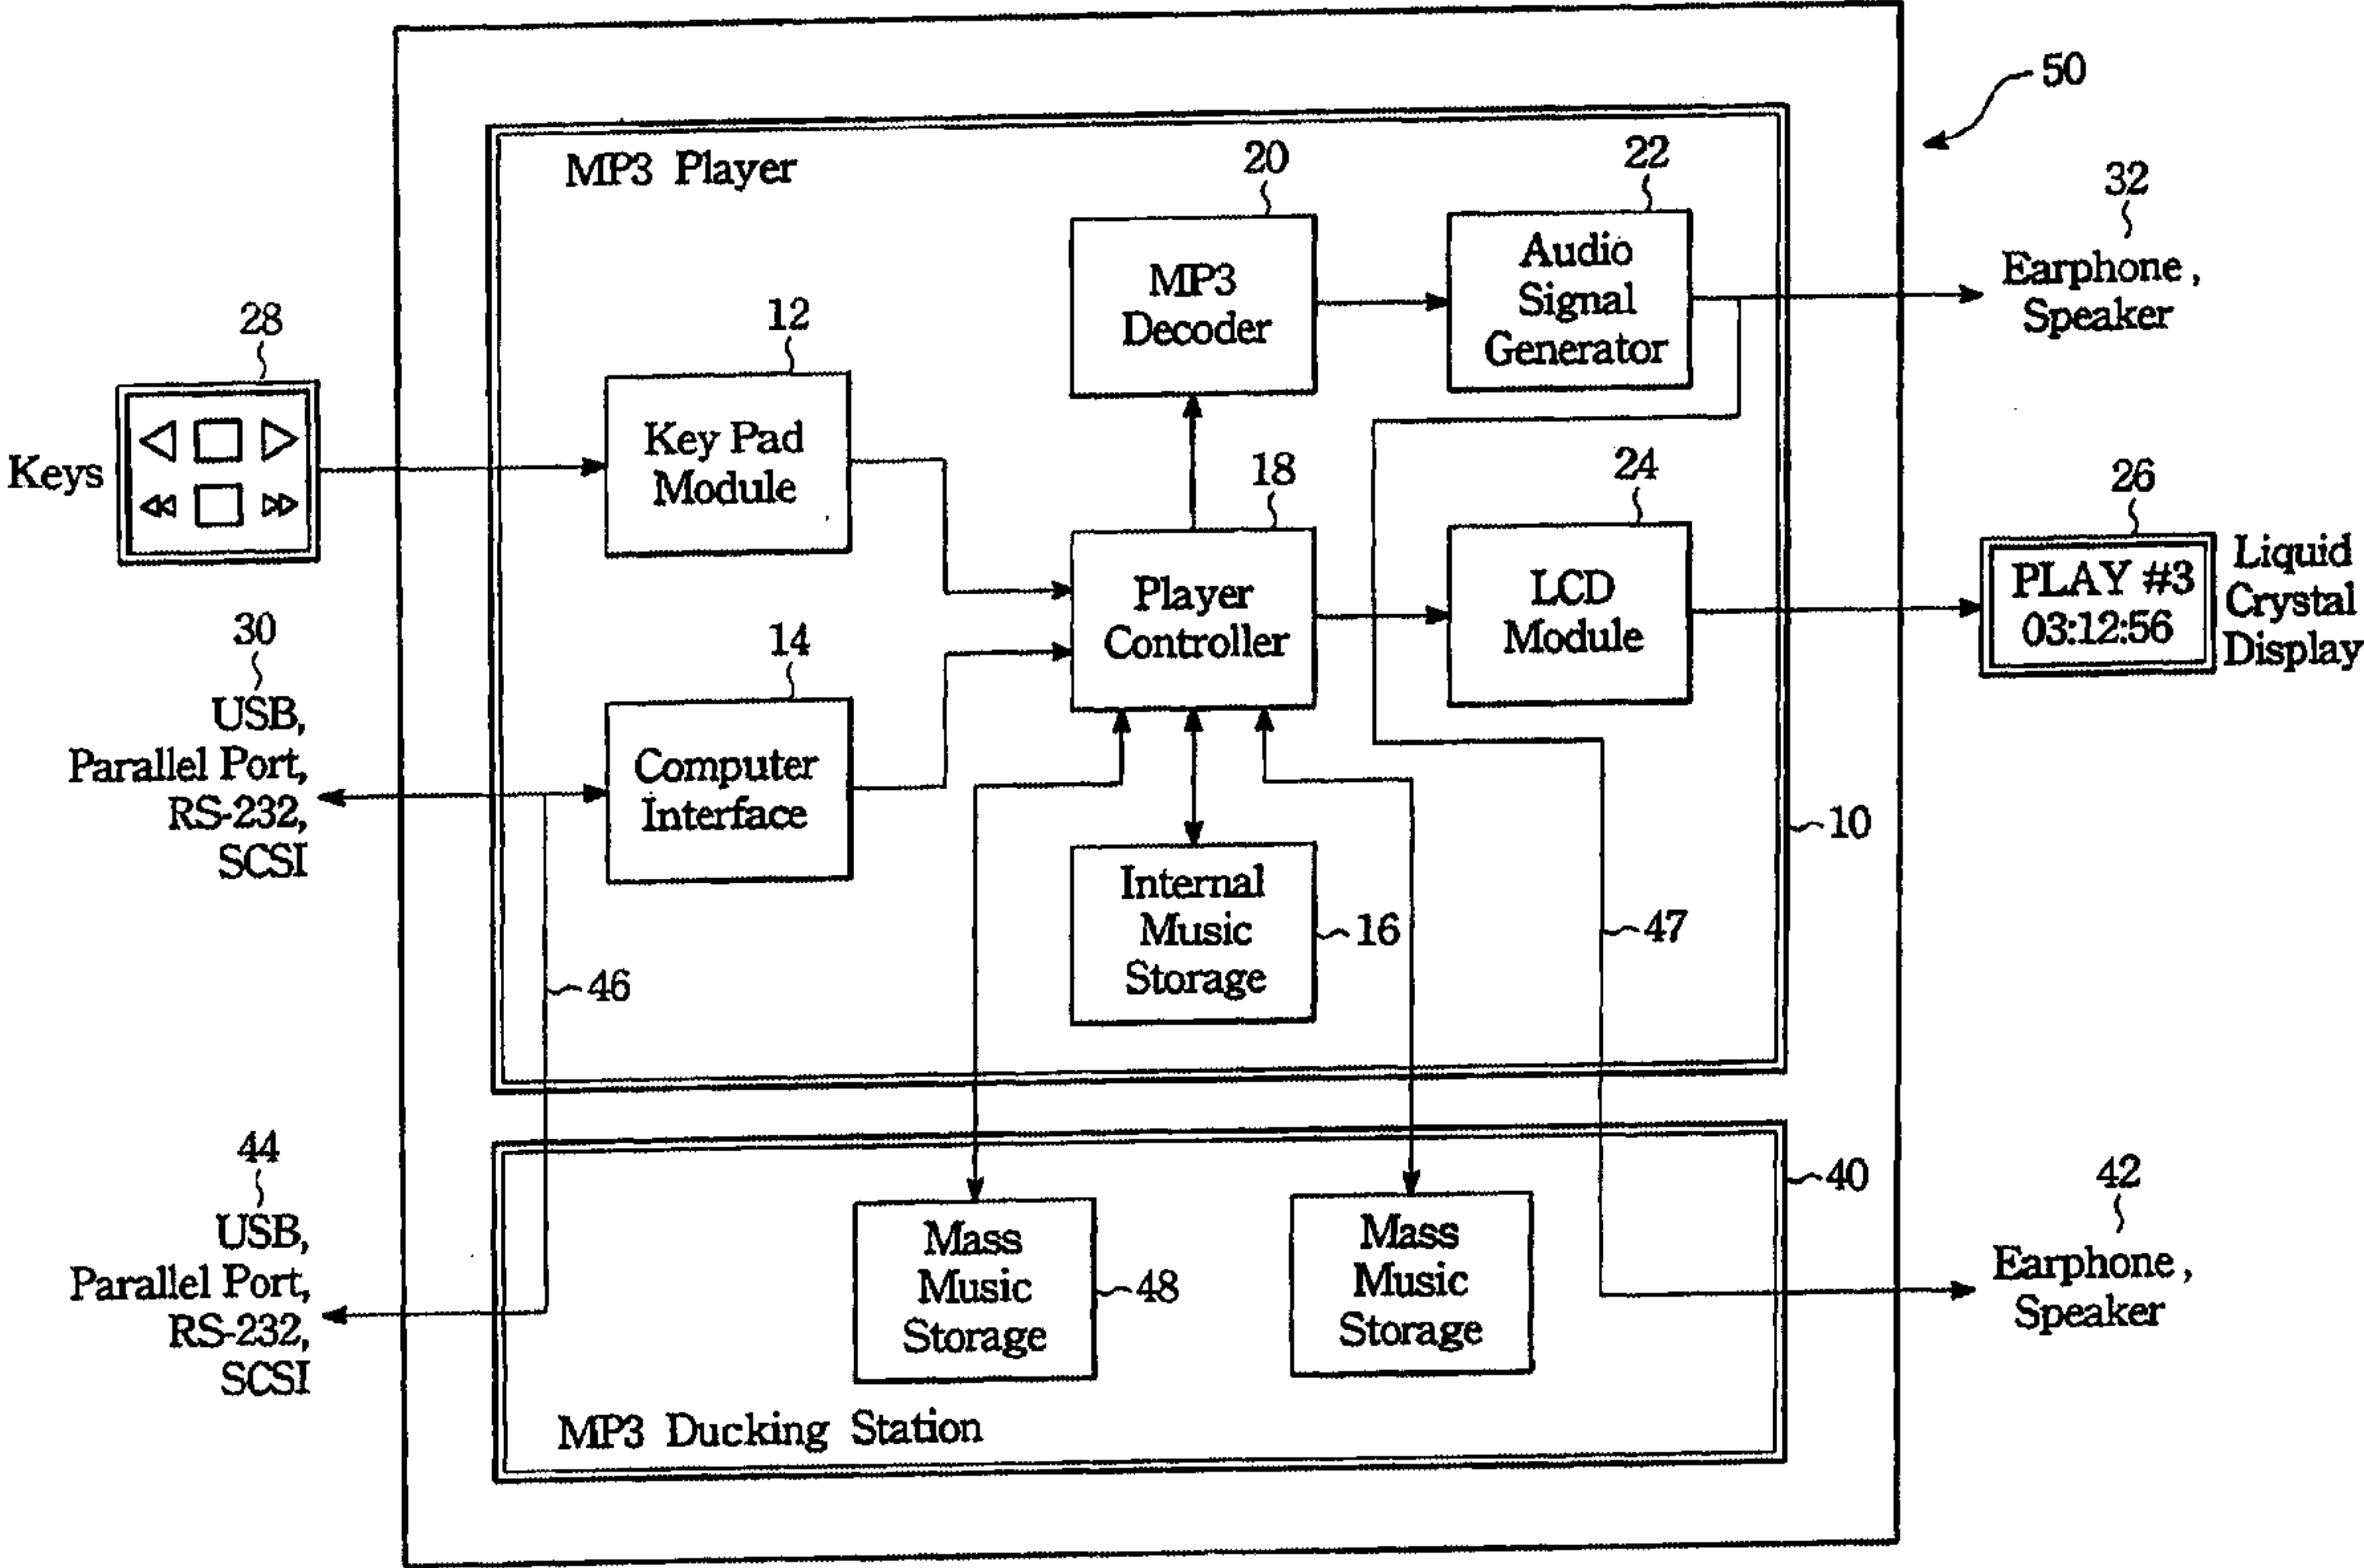 50
MP3 Player
20
22
32
MP3
Decoder
Audio
Signal
Generator
Earphone,
Speaker
28
12
Keys
Key Pad
Module
18
24
26
Player
Controller
LCD
Module
PLAY #3
03:12:56
Liquid
Crystal
Display
30
USB,
Parallel Port,
RS-232,
SCSI
14
Computer
Interface
10
Internal
Music
Storage
16
47
46
44
USB,
Parallel Port,
RS-232,
SCSI
40
42
Mass
Music
Storage
48
Mass
Music
Storage
Earphone,
Speaker
MP3 Ducking Station